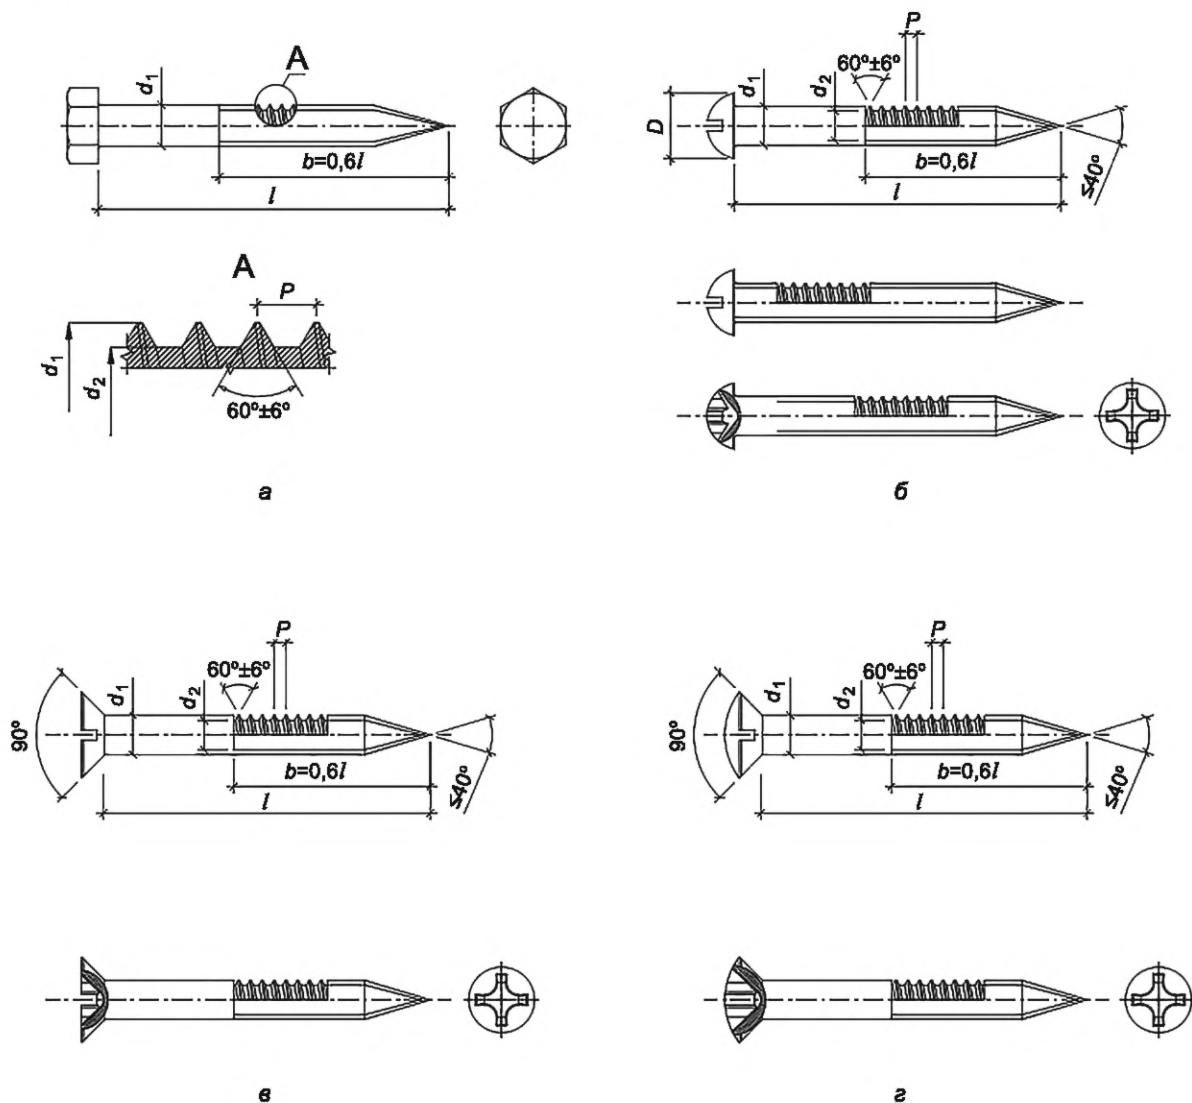 A
d₁
b=0,6l
l
A
P
d₁
d₂
60°±6°
а
P
60°±6°
d₁
d₂
D
b=0,6l
l
≤40°
б
P
60°±6°
d₁
d₂
90°
b=0,6l
l
≤40°
в
P
60°±6°
d₁
d₂
90°
b=0,6l
l
≤40°
г